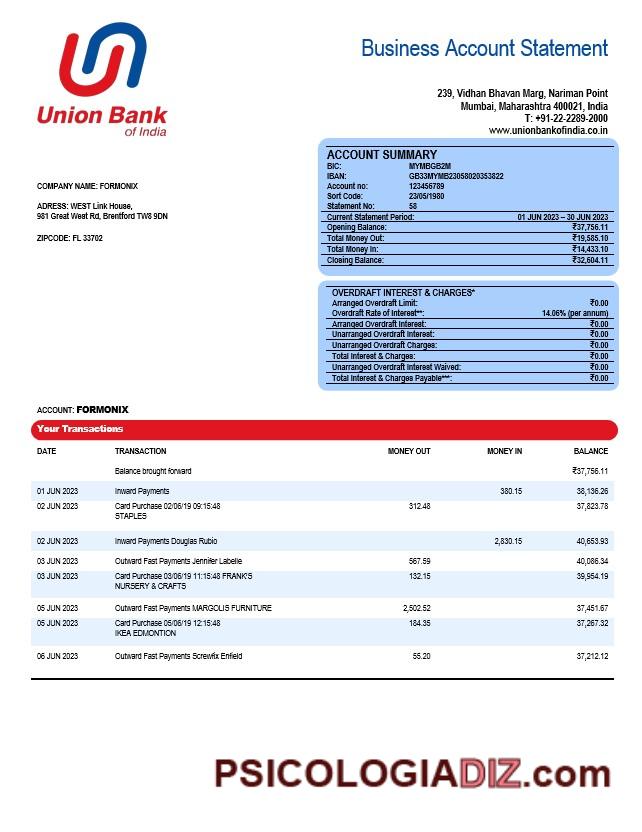 Union Bank
of India
Business Account Statement
239, Vidhan Bhavan Marg, Nariman Point
Mumbai, Maharashtra 400021, India
T: +91-22-2289-2000
www.unionbankofindia.co.in
COMPANY NAME: FORMONIX
ADRESS: WEST Link House,
981 Great West Rd, Brentford TW8 9DN
ZIPCODE: FL 33702
ACCOUNT SUMMARY
BIC: MYMBGB2M
IBAN: GB33MYMB23058020353822
Account no: 123456789
Sort Code: 23/05/1980
Statement No: 58
Current Statement Period: 01 JUN 2023 – 30 JUN 2023
Opening Balance: ₹37,756.11
Total Money Out: ₹19,585.10
Total Money In: ₹14,433.10
Closing Balance: ₹32,604.11
OVERDRAFT INTEREST & CHARGES*
Arranged Overdraft Limit: ₹0.00
Overdraft Rate of Interest**: 14.06% (per annum)
Arranged Overdraft Interest: ₹0.00
Unarranged Overdraft Interest: ₹0.00
Unarranged Overdraft Charges: ₹0.00
Total Interest & Charges: ₹0.00
Unarranged Overdraft Interest Waived: ₹0.00
Total Interest & Charges Payable***: ₹0.00
ACCOUNT: FORMONIX
Your Transactions
DATE TRANSACTION MONEY OUT MONEY IN BALANCE
Balance brought forward ₹37,756.11
01 JUN 2023 Inward Payments 380.15 38,136.26
02 JUN 2023 Card Purchase 02/06/19 09:15:48 312.48 37,823.78
STAPLES
02 JUN 2023 Inward Payments Douglas Rubio 2,830.15 40,653.93
03 JUN 2023 Outward Fast Payments Jennifer Labelle 567.59 40,086.34
03 JUN 2023 Card Purchase 03/06/19 11:15:48 FRANK'S 132.15 39,954.19
NURSERY & CRAFTS
05 JUN 2023 Outward Fast Payments MARGOLIS FURNITURE 2,502.52 37,451.67
05 JUN 2023 Card Purchase 05/06/19 12:15:48 184.35 37,267.32
IKEA EDMONTION
06 JUN 2023 Outward Fast Payments Screwfix Enfield 55.20 37,212.12
PSICOLOGIADIZ.com